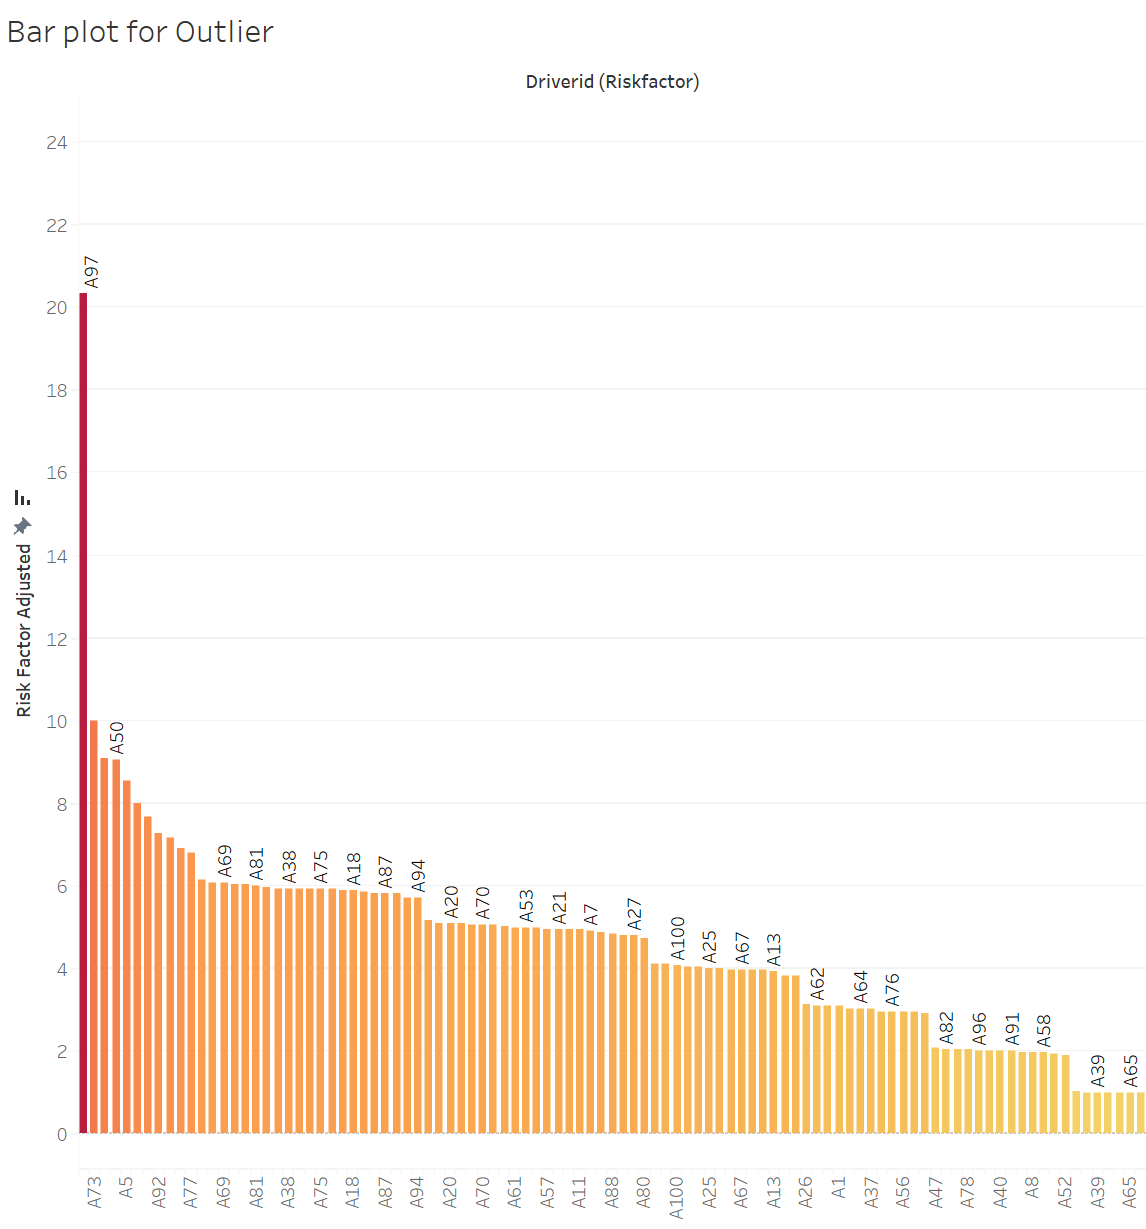 Bar plot for Outlier
Driverid (Riskfactor)
Risk Factor Adjusted
24
22
20
18
16
14
12
10
8
6
4
2
0
A97
A50
A69
A81
A38
A75
A18
A87
A94
A20
A70
A53
A21
A7
A27
A100
A25
A67
A13
A62
A64
A76
A82
A96
A91
A58
A39
A65
A73
A5
A92
A77
A69
A81
A38
A75
A18
A87
A94
A20
A70
A61
A57
A11
A88
A80
A100
A25
A67
A13
A26
A1
A37
A56
A47
A78
A40
A8
A52
A39
A65